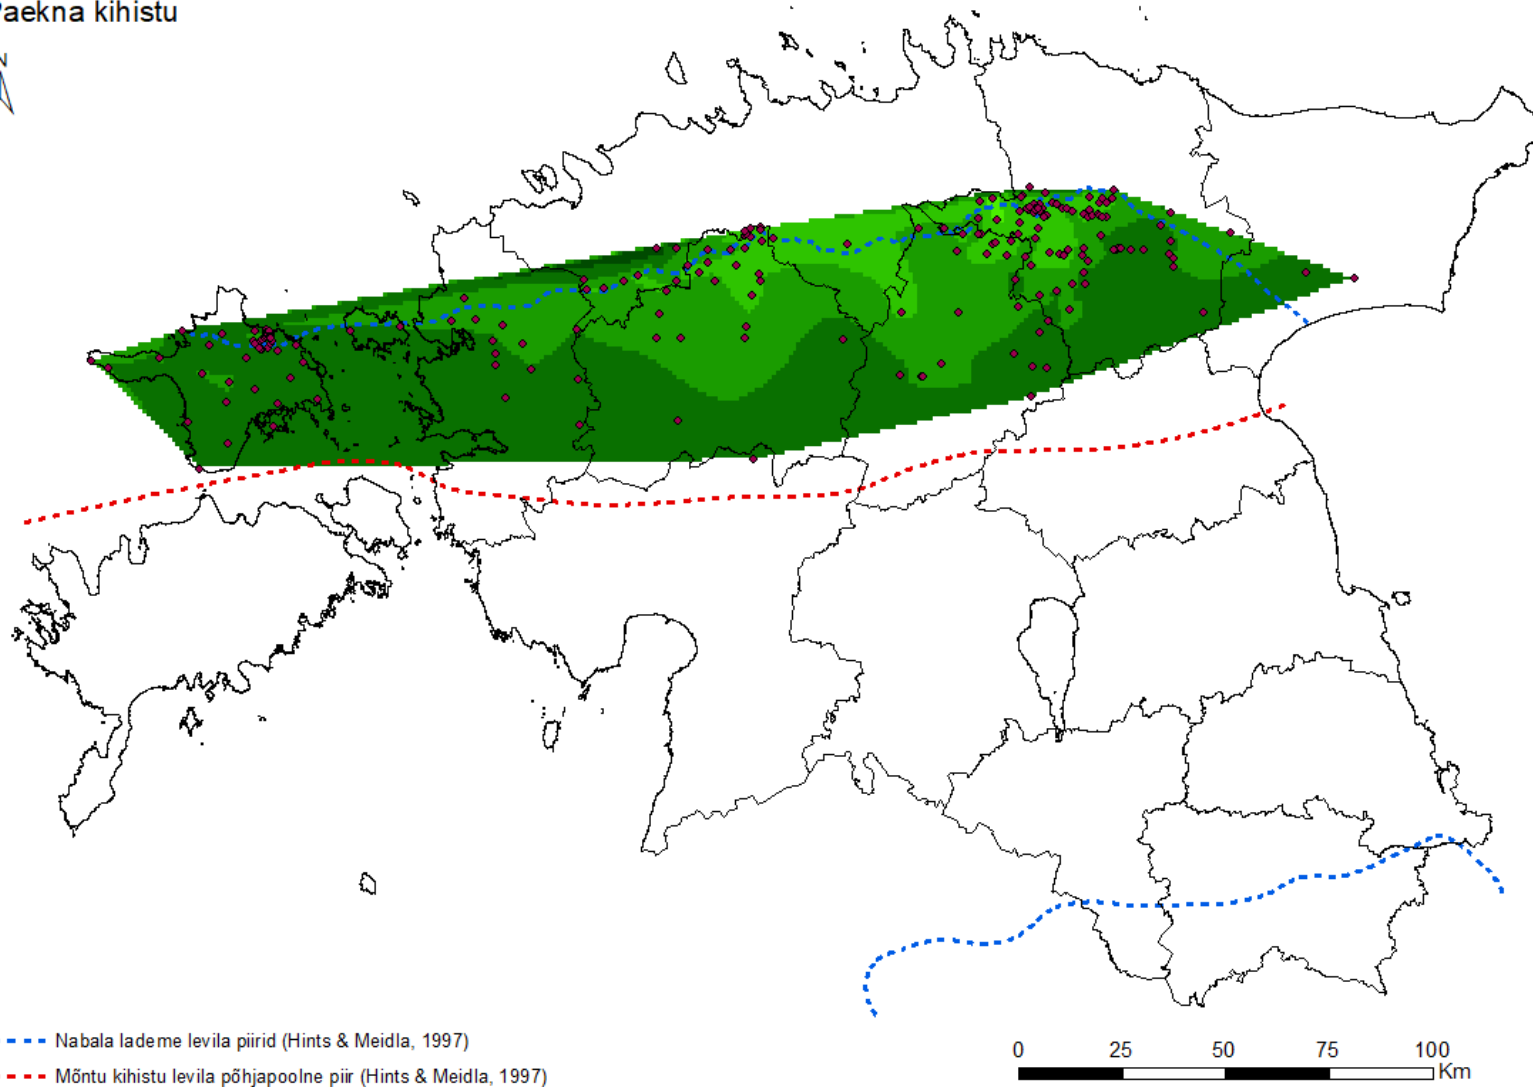 Paekna kihistu
N
Nabala lademe levila piirid (Hints & Meidla, 1997)
Mõntu kihistu levila põhjapoolne piir (Hints & Meidla, 1997)
0 25 50 75 100
Km